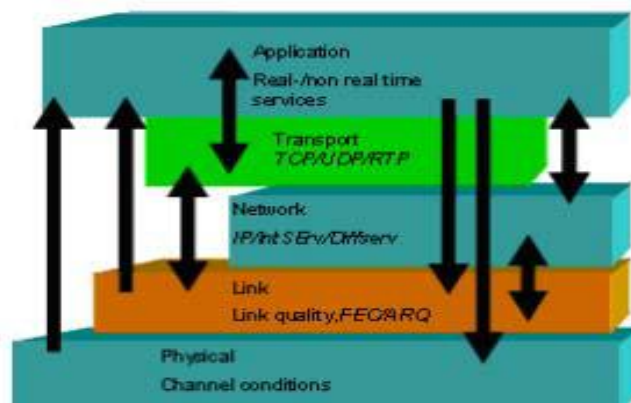 Application
Real-/non real time
services
Transport
TCP/UDP/RTP
Network
IP/IntSErv/Diffserv
Link
Link quality,FEC/ARQ
Physical
Channel conditions